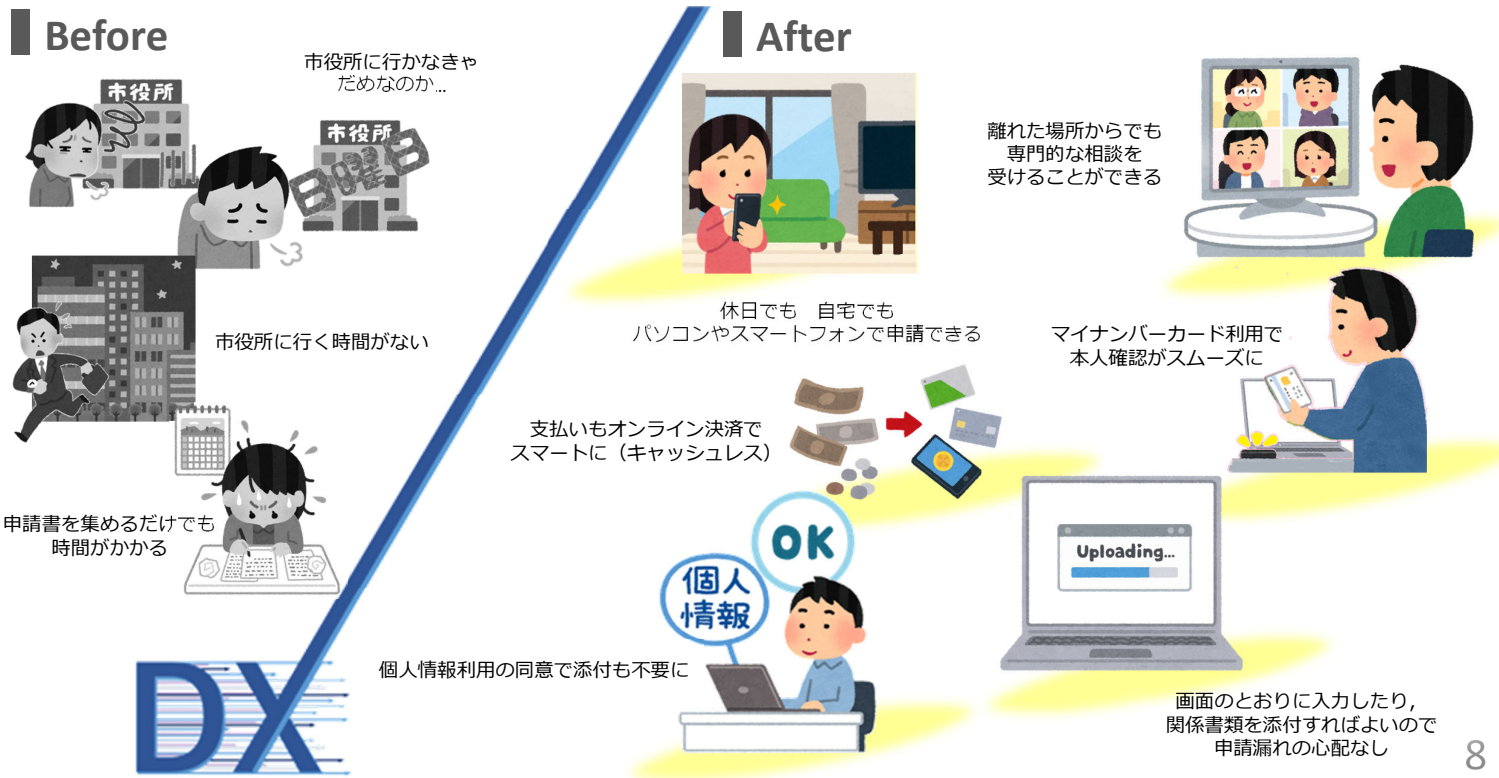 Before
市役所に行かなきゃ
だめなのか…
市役所
市役所
日曜日
市役所に行く時間がない
申請書を集めるだけでも
時間がかかる
DX
After
離れた場所からでも
専門的な相談を
受けることができる
休日でも　自宅でも
パソコンやスマートフォンで申請できる
マイナンバーカード利用で
本人確認がスムーズに
支払いもオンライン決済で
スマートに（キャッシュレス）
OK
個人
情報
個人情報利用の同意で添付も不要に
Uploading...
画面のとおりに入力したり,
関係書類を添付すればよいので
申請漏れの心配なし
8